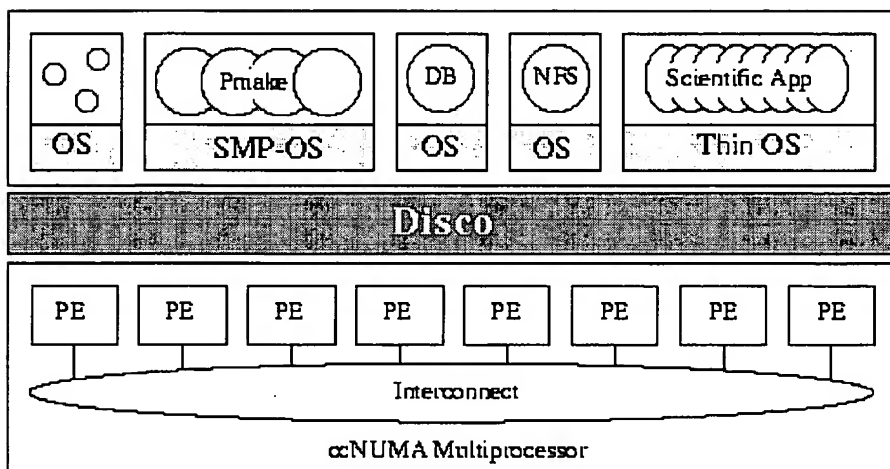 Pmake DB NFS Scientific App
OS SMP-OS OS OS Thin OS
Disco
PE PE PE PE PE PE PE PE
Interconnect
ccNUMA Multiprocessor